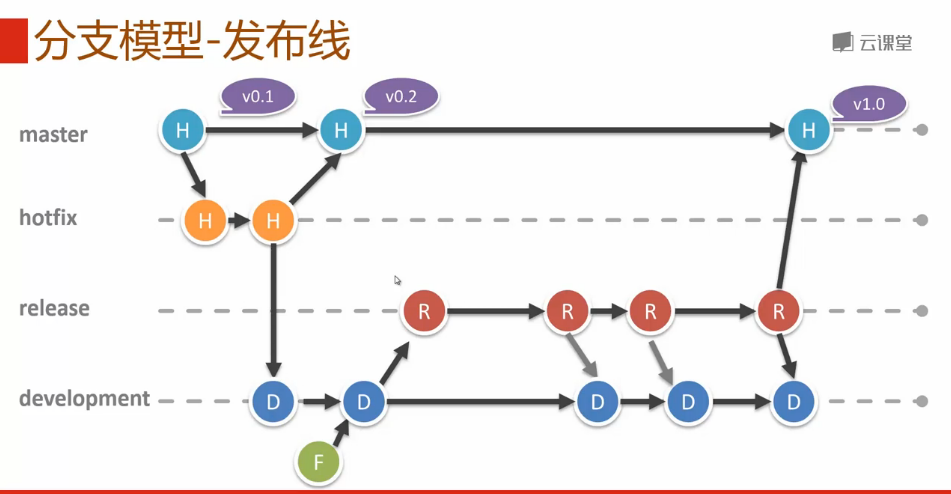 分支模型-发布线
云课堂
v0.1
v0.2
v1.0
master
H
H
H
hotfix
H
H
release
R
R
R
R
development
D
D
D
D
D
F